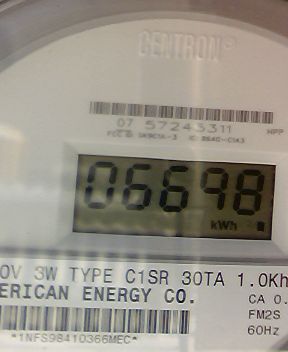 CENTRON®
07 57243311
06698
kWh
0V 3W TYPE C1SR 30TA 1.0Kh
ERICAN ENERGY CO.
CA 0.
FM2S
60Hz
*1NFS98410366MEC*